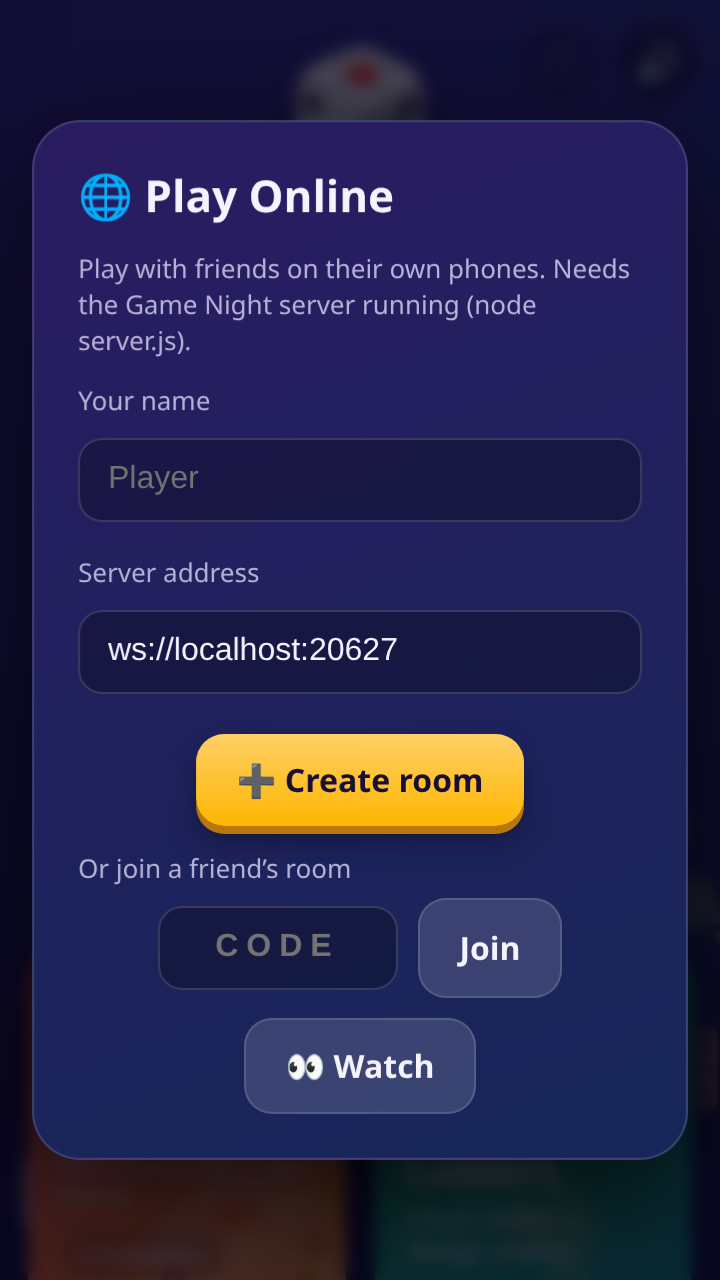 🌐 Play Online
Play with friends on their own phones. Needs
the Game Night server running (node
server.js).
Your name
Player
Server address
ws://localhost:20627
➕ Create room
Or join a friend’s room
CODE
Join
👀 Watch